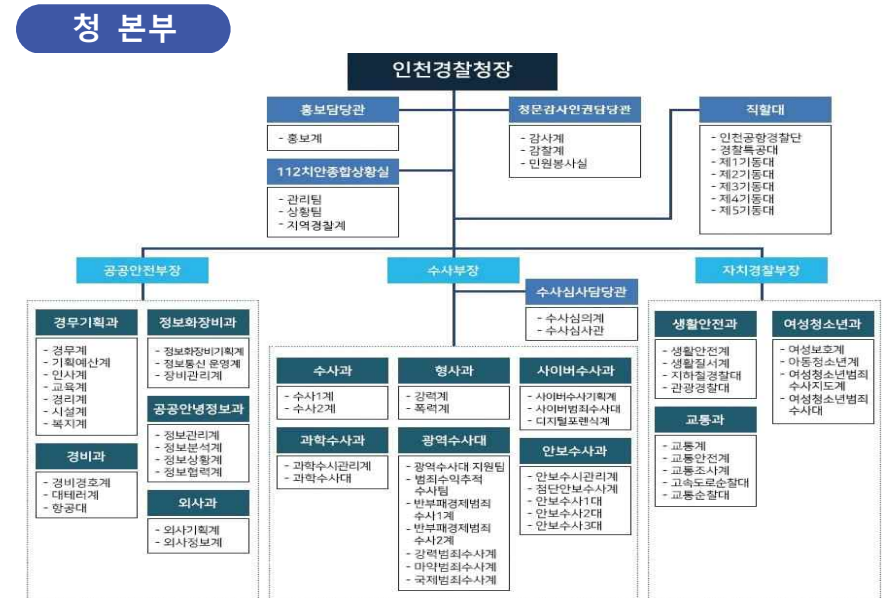 청 본부
인천경찰청장
홍보담당관
- 홍보계
112치안종합상황실
- 관리팀
- 상황팀
- 지역경찰계
청문감사인권담당관
- 감사계
- 감찰계
- 민원봉사실
직할대
- 인천공항경찰단
- 경찰특공대
- 제1기동대
- 제2기동대
- 제3기동대
- 제4기동대
- 제5기동대
공공안전부장
경무기획과
- 경무계
- 기획예산계
- 인사계
- 교육계
- 경리계
- 시설계
- 복지계
경비과
- 경비경호계
- 대테러계
- 항공대
정보화장비과
- 정보화장비기획계
- 정보통신 운영계
- 장비관리계
공공안녕정보과
- 정보관리계
- 정보분석계
- 정보상황계
- 정보협력계
외사과
- 외사기획계
- 외사정보계
수사부장
수사심사담당관
- 수사심의계
- 수사심사관
수사과
- 수사1계
- 수사2계
과학수사과
- 과학수시관리계
- 과학수사대
형사과
- 강력계
- 폭력계
광역수사대
- 광역수사대 지원팀
- 범죄수익추적
수사팀
- 반부패경제범죄
수사1계
- 반부패경제범죄
수사2계
- 강력범죄수사계
- 마약범죄수사계
- 국제범죄수사계
사이버수사과
- 사이버수사기획계
- 사이버범죄수사대
- 디지털포렌식계
안보수사과
- 안보수시관리계
- 첨단안보수사계
- 안보수사1대
- 안보수사2대
- 안보수사3대
자치경찰부장
생활안전과
- 생활안전계
- 생활질서계
- 지하철경찰대
- 관광경찰대
교통과
- 교통계
- 교통안전계
- 교통조사계
- 고속도로순찰대
- 교통순찰대
여성청소년과
- 여성보호계
- 아동청소년계
- 여성청소년범죄
수사지도계
- 여성청소년범죄
수사대